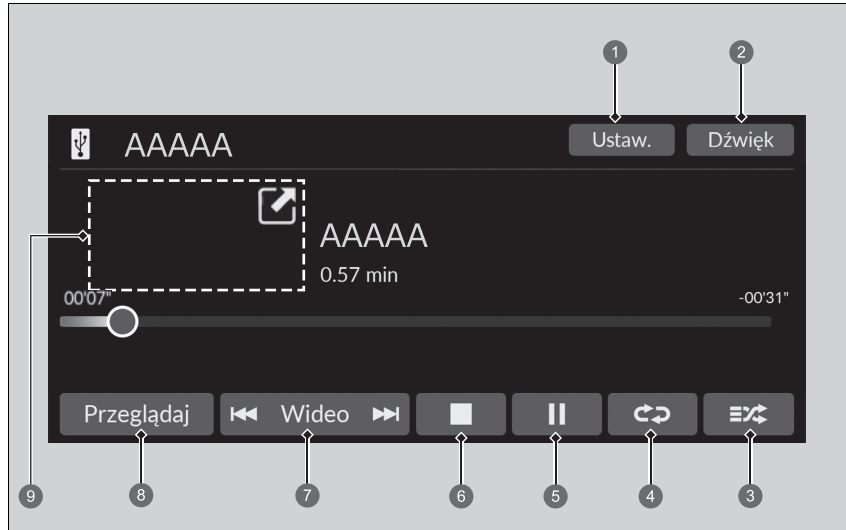 1 2
AAAAA Ustaw. Dźwięk
AAAAA
0.57 min
00'07" -00'31"
Przeglądaj Wideo
9 8 7 6 5 4 3